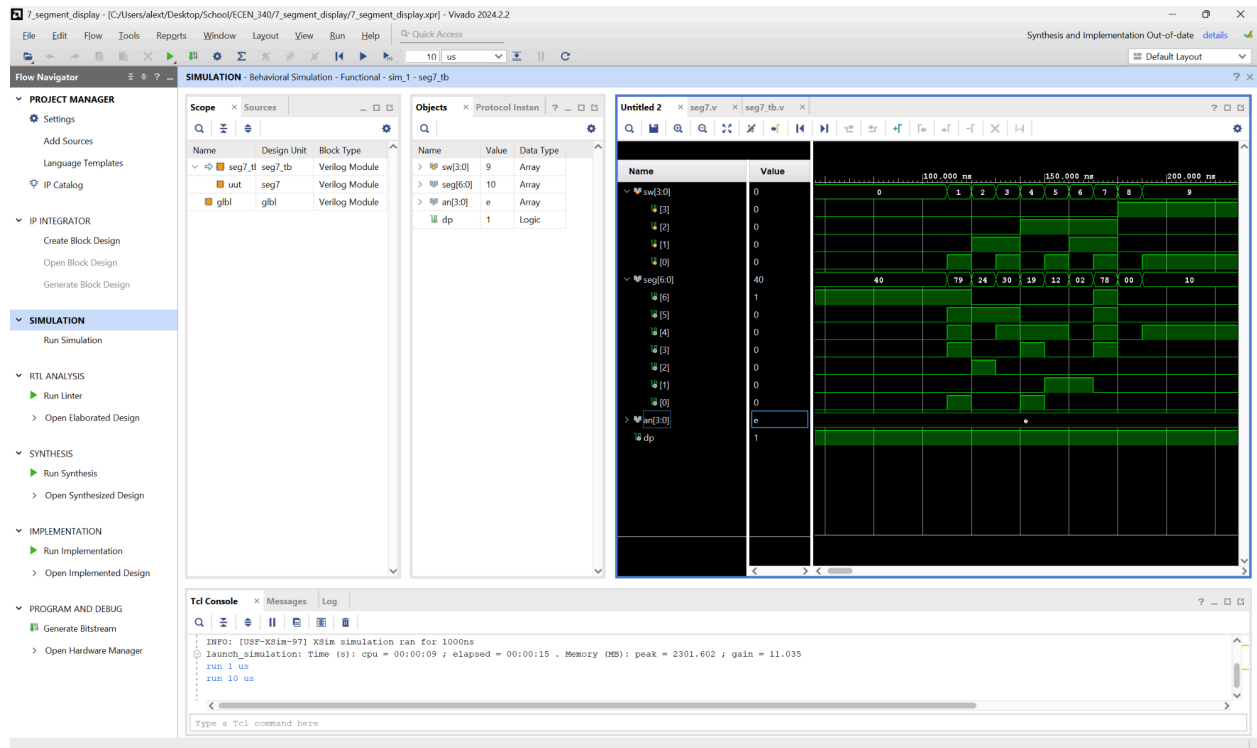 7_segment_display - [C:/Users/alext/Desktop/School/ECEN_340/7_segment_display/7_segment_display.xpr] - Vivado 2024.2.2
File Edit Flow Tools Reports Window Layout View Run Help Quick Access
Synthesis and Implementation Out-of-date details
10 us
Default Layout
Flow Navigator
SIMULATION - Behavioral Simulation - Functional - sim_1 - seg7_tb
PROJECT MANAGER
Settings
Add Sources
Language Templates
IP Catalog
IP INTEGRATOR
Create Block Design
Open Block Design
Generate Block Design
SIMULATION
Run Simulation
RTL ANALYSIS
Run Linter
Open Elaborated Design
SYNTHESIS
Run Synthesis
Open Synthesized Design
IMPLEMENTATION
Run Implementation
Open Implemented Design
PROGRAM AND DEBUG
Generate Bitstream
Open Hardware Manager
Scope Sources
Name Design Unit Block Type
seg7_tl seg7_tb Verilog Module
uut seg7 Verilog Module
glbl glbl Verilog Module
Objects Protocol Instan
Name Value Data Type
sw[3:0] 9 Array
seg[6:0] 10 Array
an[3:0] e Array
dp 1 Logic
Untitled 2 seg7.v seg7_tb.v
Name Value
100.000 ns 150.000 ns 200.000 ns
sw[3:0] 0 0 1 2 3 4 5 6 7 8 9
[3] 0
[2] 0
[1] 0
[0] 0
seg[6:0] 40 40 79 24 30 19 12 02 78 00 10
[6] 1
[5] 0
[4] 0
[3] 0
[2] 0
[1] 0
[0] 0
an[3:0] e e
dp 1
Tcl Console Messages Log
INFO: [USF-XSim-97] XSim simulation ran for 1000ns
launch_simulation: Time (s): cpu = 00:00:09 ; elapsed = 00:00:15 . Memory (MB): peak = 2301.602 ; gain = 11.035
run 1 us
run 10 us
Type a Tcl command here